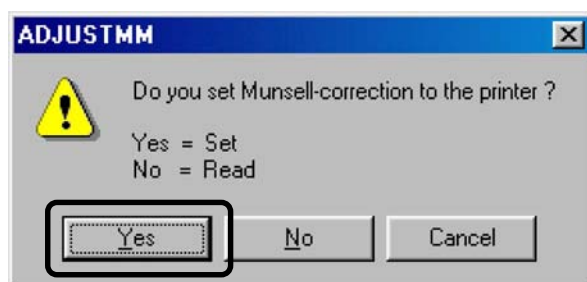 ADJUSTMM
Do you set Munsell-correction to the printer ?
Yes = Set
No = Read
Yes No Cancel